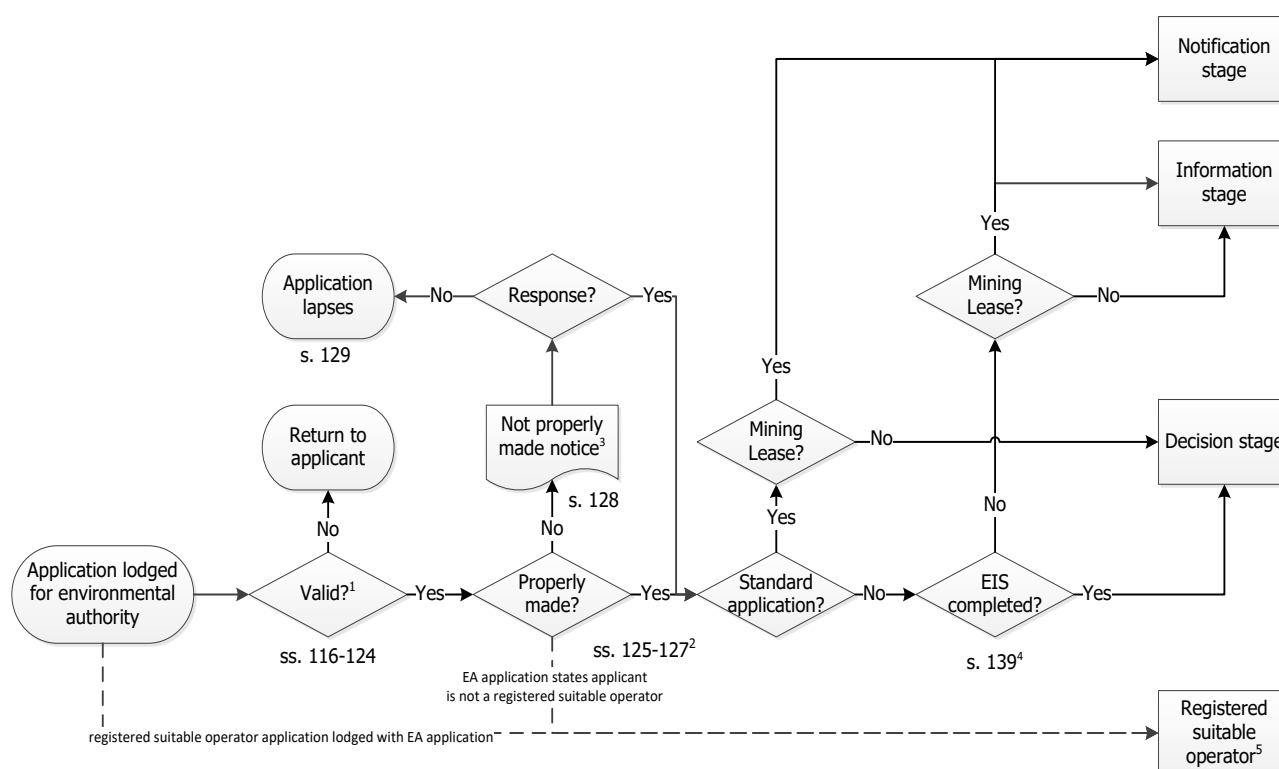 Notification
stage
Information
stage
Yes
Application
lapses
No
Response?
Yes
Mining
Lease?
No
s. 129
Yes
Return to
applicant
Not properly
made notice³
Mining
Lease?
No
Decision stage
s. 128
No
No
Yes
No
Application lodged
for environmental
authority
Valid?¹
Yes
Properly
made?
Yes
Standard
application?
No
EIS
completed?
Yes
ss. 116-124
ss. 125-127²
s. 139⁴
EA application states applicant
is not a registered suitable operator
registered suitable operator application lodged with EA application
Registered
suitable
operator⁵